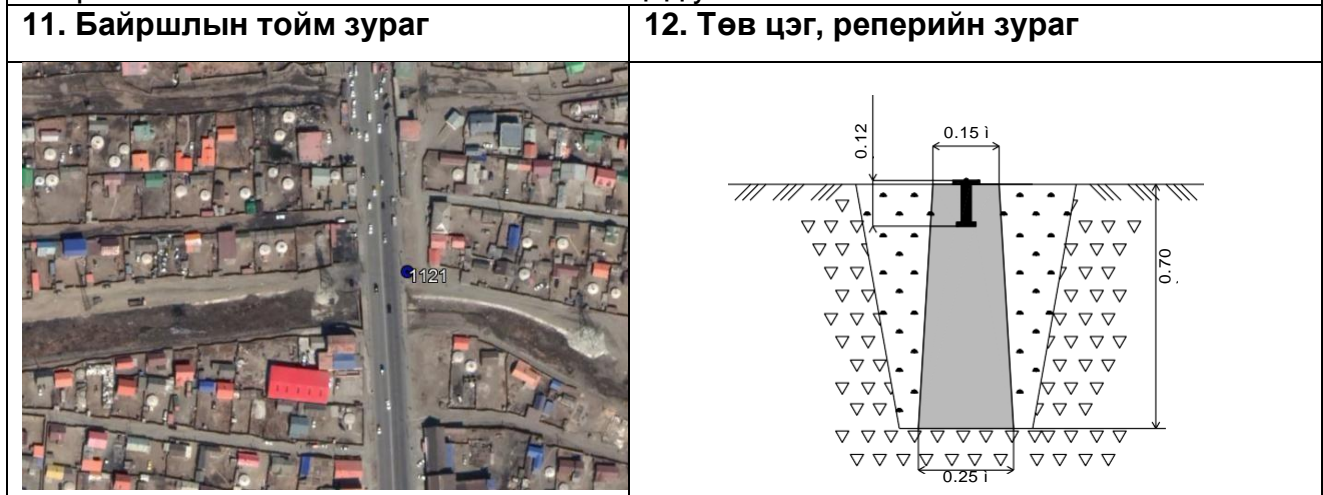 11. Байршлын тойм зураг
12. Төв цэг, реперийн зураг
1121
0.12
0.15 ì
0.70
0.25 ì